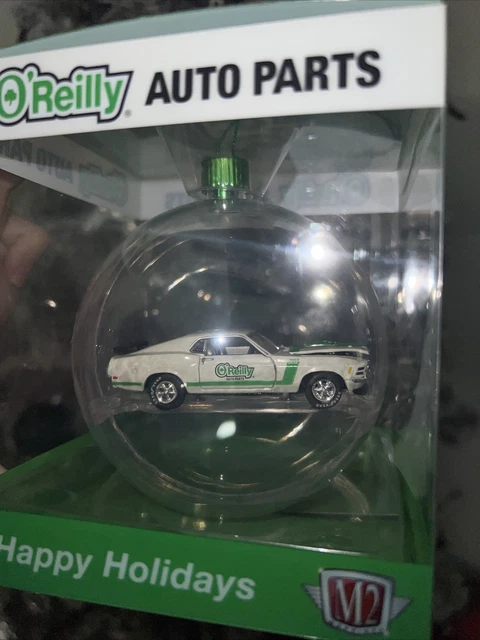 O'Reilly® AUTO PARTS
O'Reilly
AUTO PARTS
Happy Holidays
M2